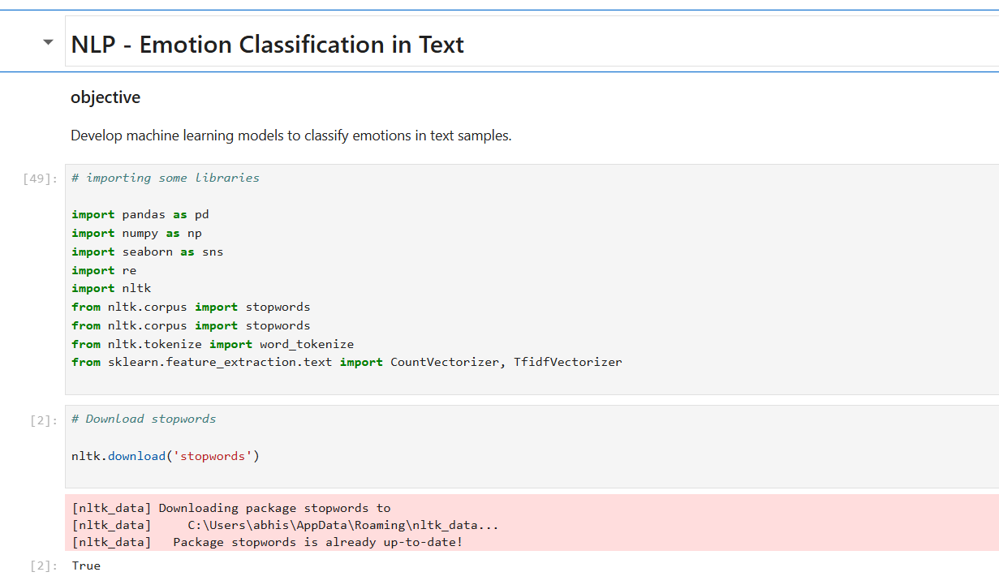 NLP - Emotion Classification in Text
objective
Develop machine learning models to classify emotions in text samples.
[49]:
# importing some libraries
import pandas as pd
import numpy as np
import seaborn as sns
import re
import nltk
from nltk.corpus import stopwords
from nltk.corpus import stopwords
from nltk.tokenize import word_tokenize
from sklearn.feature_extraction.text import CountVectorizer, TfidfVectorizer
[2]:
# Download stopwords
nltk.download('stopwords')
[nltk_data] Downloading package stopwords to
[nltk_data]     C:\Users\abhis\AppData\Roaming\nltk_data...
[nltk_data]   Package stopwords is already up-to-date!
[2]: True